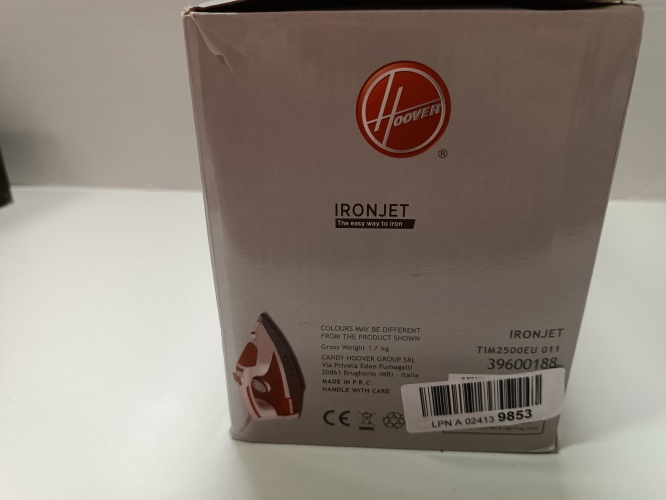 HOOVER
®
IRONJET
The easy way to iron
COLOURS MAY BE DIFFERENT
FROM THE PRODUCT SHOWN
Gross Weight 1.7 kg
CANDY HOOVER GROUP SRL
Via Privata Eden Fumagalli
20861 Brugherio (MB) - Italia
MADE IN P.R.C.
HANDLE WITH CARE
CE
IRONJET
TIM2500EU 011
39600188
LPN A 02413 9853